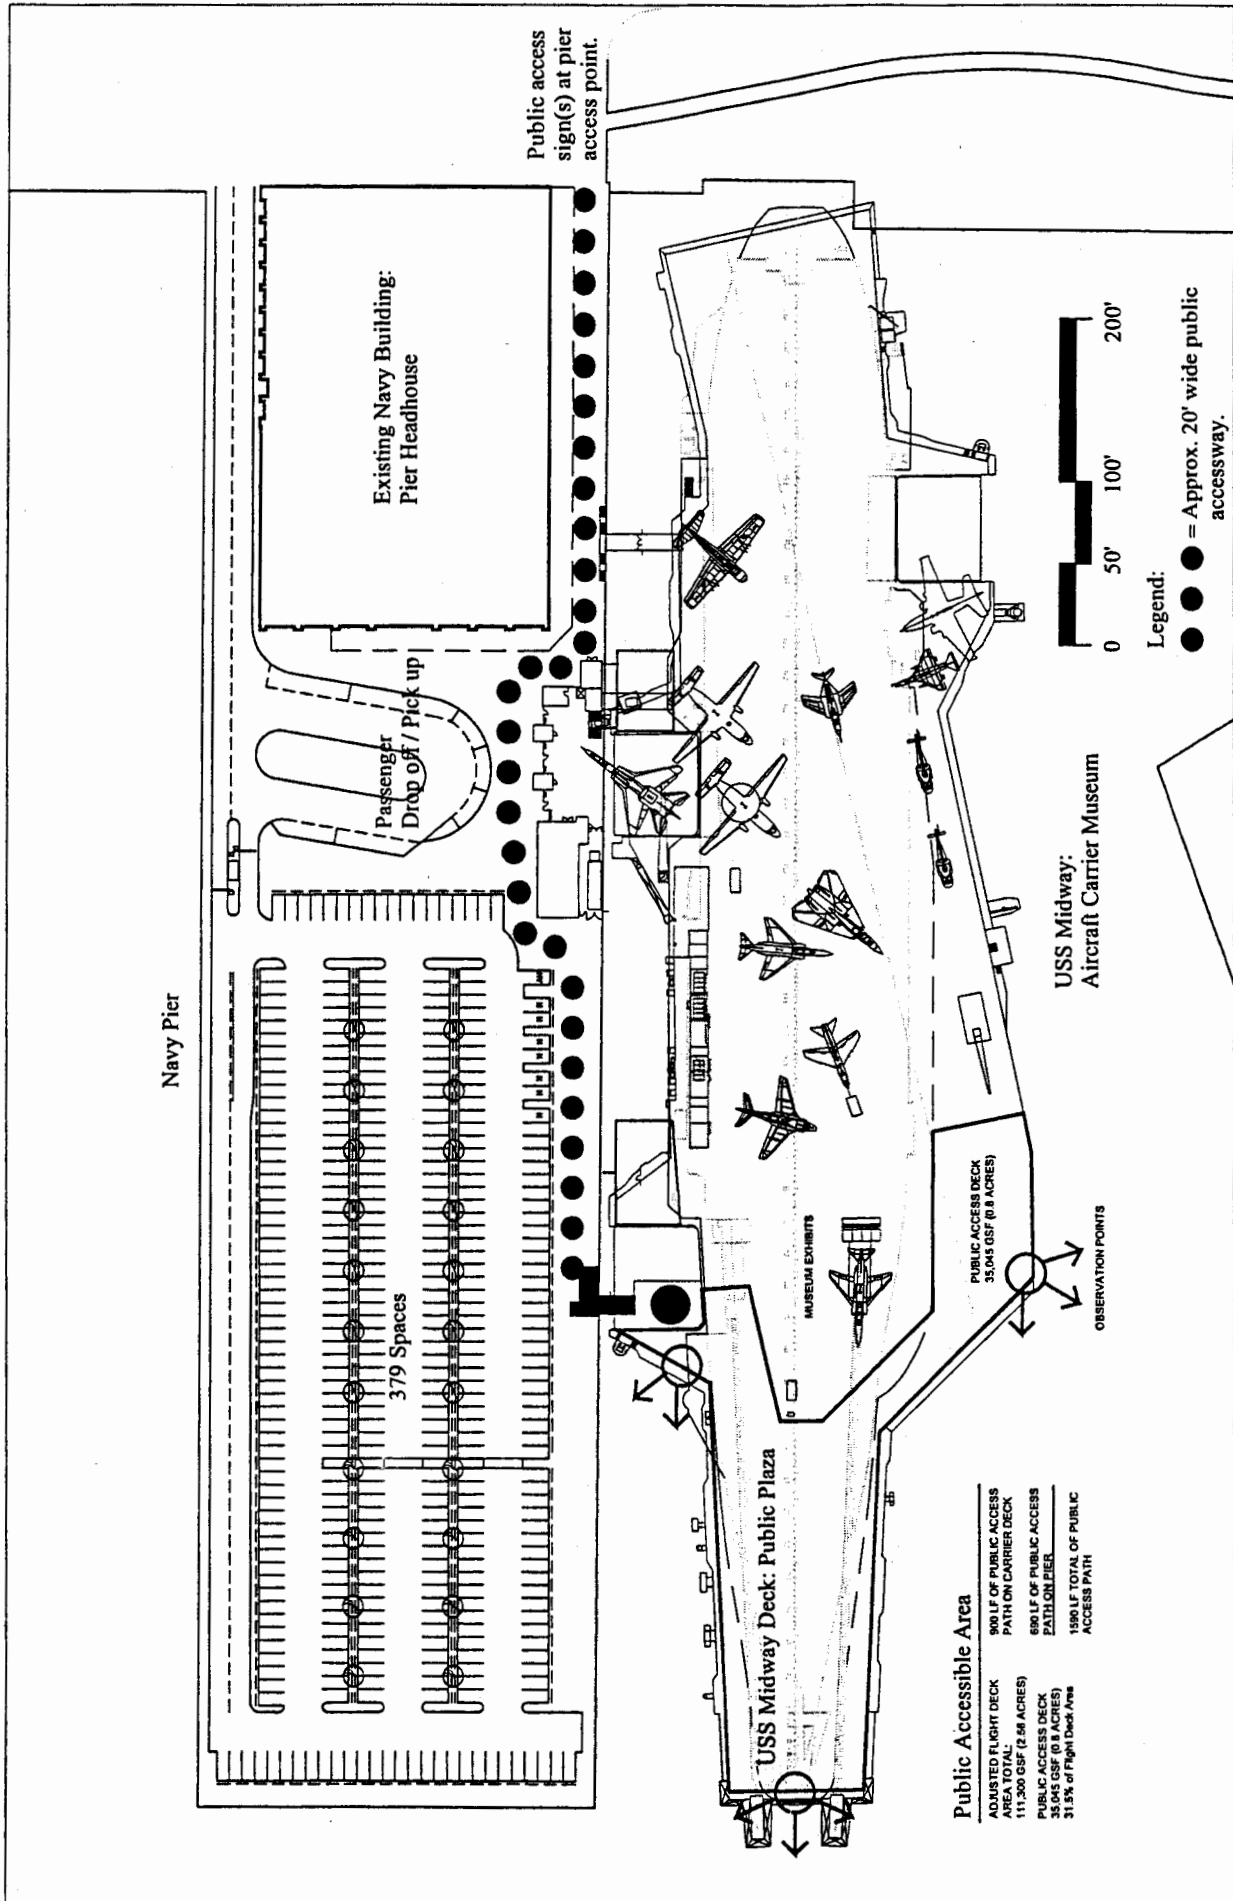 Navy Pier
Public access
sign(s) at pier
access point.
Existing Navy Building:
Pier Headhouse
Passenger
Drop off / Pick up
379 Spaces
MUSEUM EXHIBITS
USS Midway Deck: Public Plaza
PUBLIC ACCESS DECK
35,045 GSF (0.8 ACRES)
OBSERVATION POINTS
USS Midway:
Aircraft Carrier Museum
0 50' 100' 200'
Legend:
= Approx. 20' wide public
accessway.
Public Accessible Area
ADJUSTED FLIGHT DECK
AREA TOTAL:
111,300 GSF (2.56 ACRES)
PUBLIC ACCESS DECK
35,045 GSF (0.8 ACRES)
31.5% of Flight Deck Area
900 LF OF PUBLIC ACCESS
PATH ON CARRIER DECK
690 LF OF PUBLIC ACCESS
PATH ON PIER
1590 LF TOTAL OF PUBLIC
ACCESS PATH